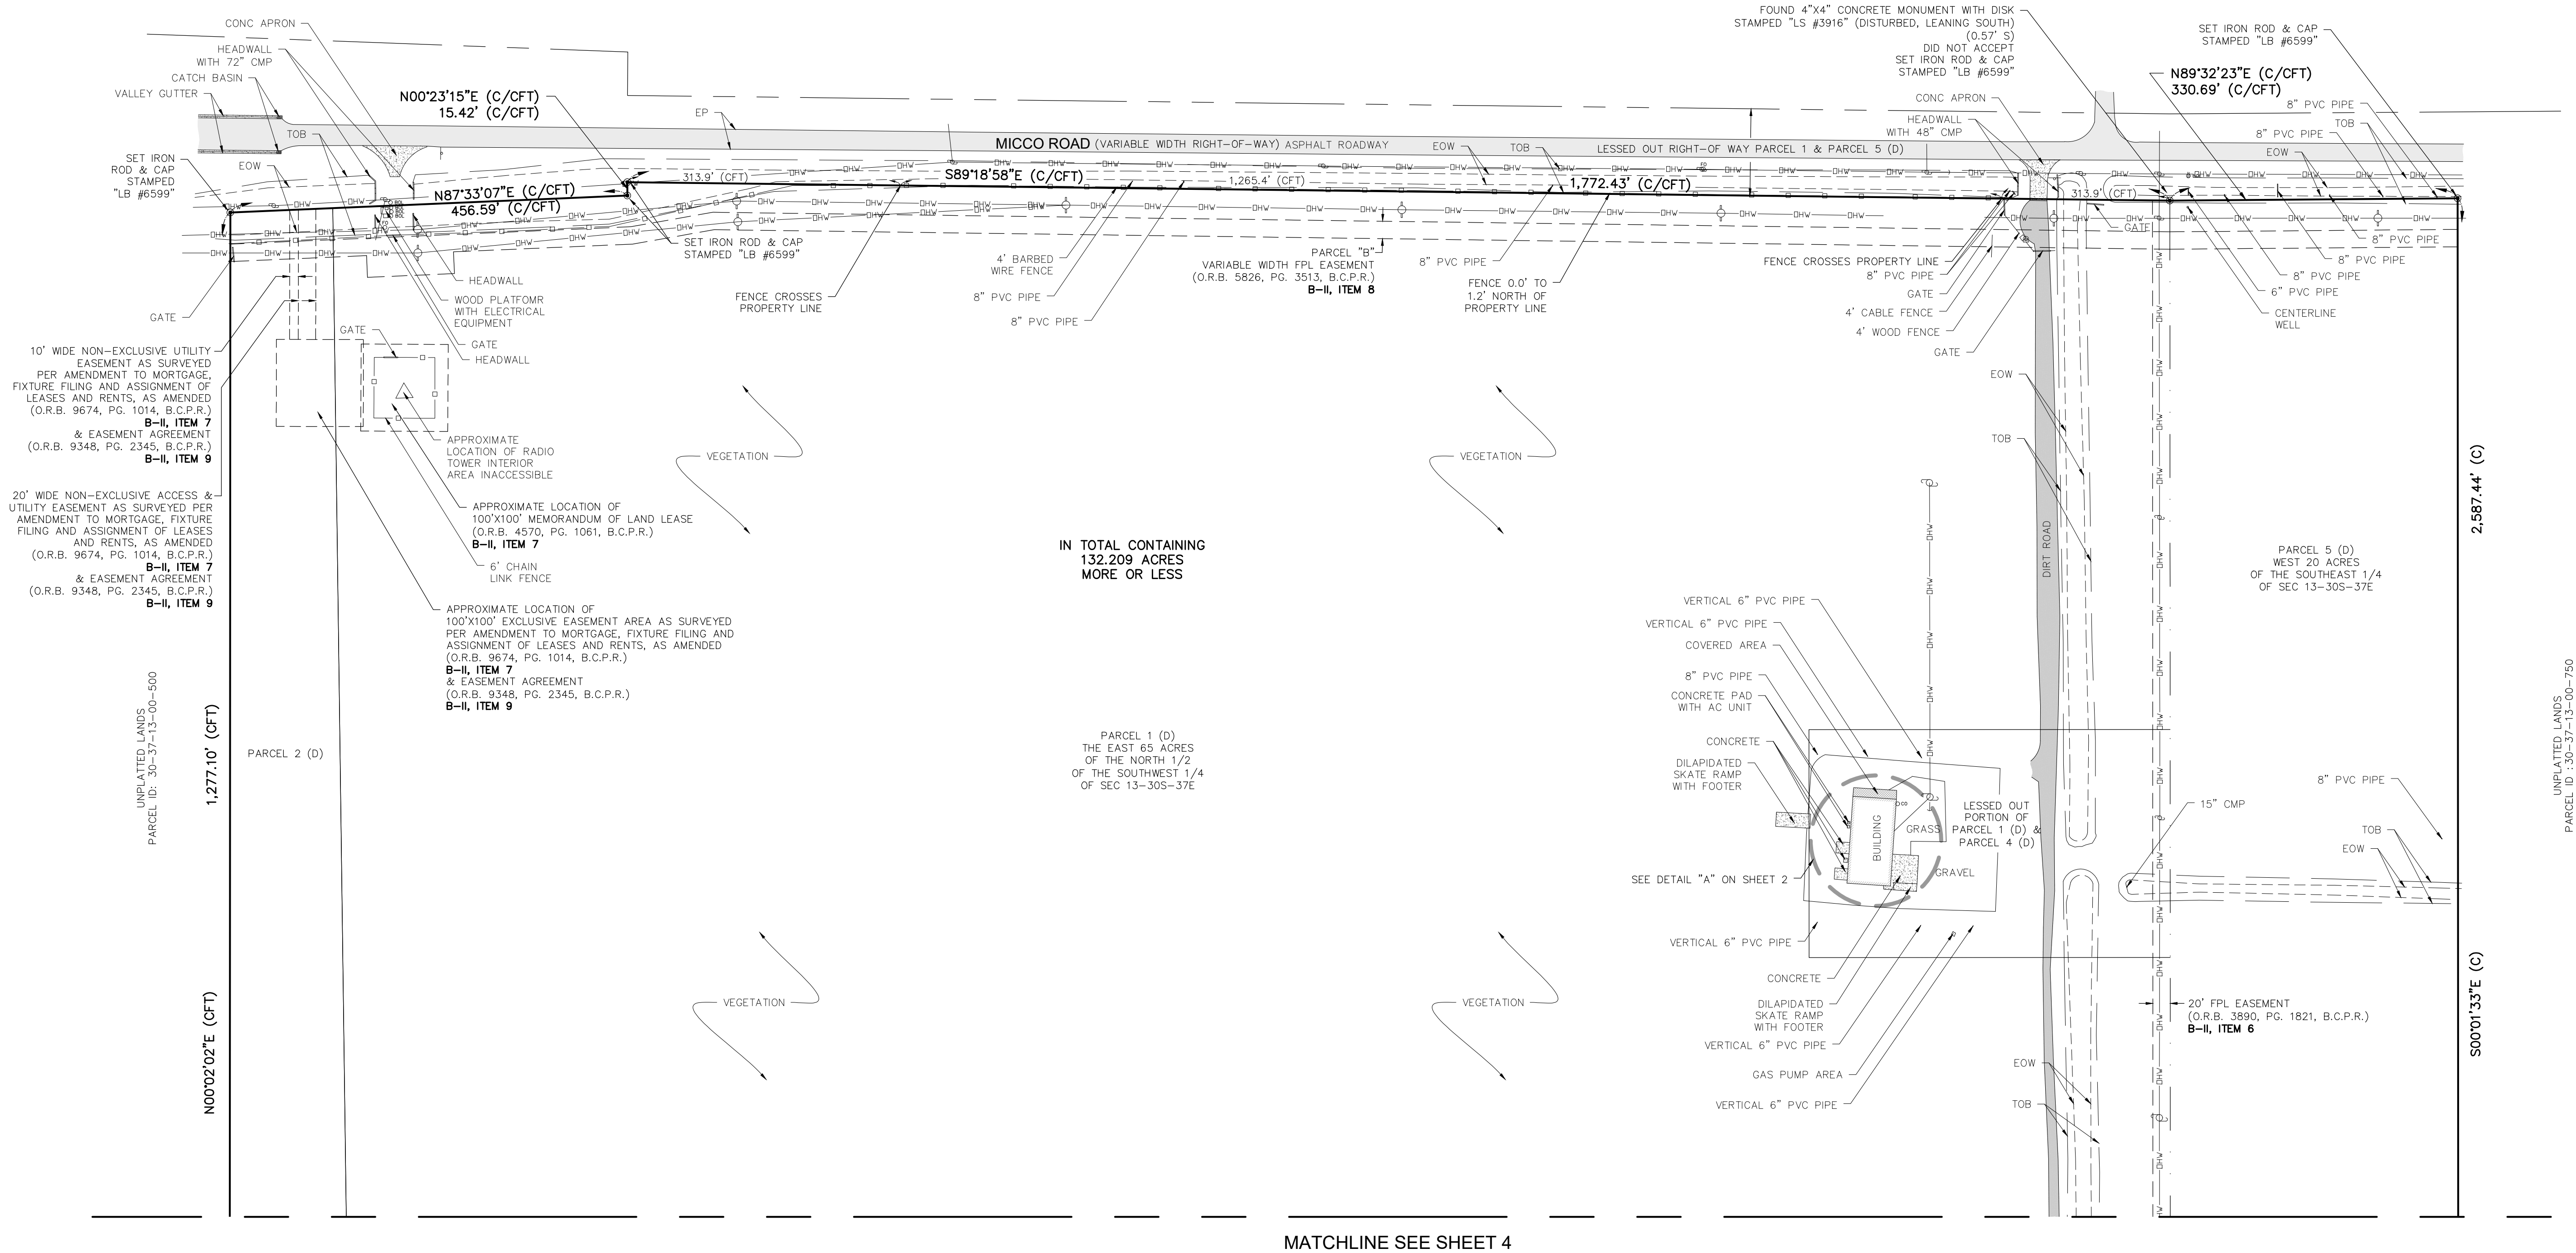 CONC APRON
HEADWALL
WITH 72" CMP
CATCH BASIN
VALLEY GUTTER
TOB
EOW
SET IRON
ROD & CAP
STAMPED
"LB #6599"
N00°23'15"E (C/CFT)
15.42' (C/CFT)
EP
N87°33'07"E (C/CFT)
456.59' (C/CFT)
313.9' (CFT)
MICCO ROAD (VARIABLE WIDTH RIGHT-OF-WAY) ASPHALT ROADWAY
S89°18'58"E (C/CFT)
1,265.4' (CFT)
EOW
TOB
LESSED OUT RIGHT-OF WAY PARCEL 1 & PARCEL 5 (D)
1,772.43' (C/CFT)
313.9' (CFT)
FOUND 4"X4" CONCRETE MONUMENT WITH DISK
STAMPED "LS #3916" (DISTURBED, LEANING SOUTH)
(0.57' S)
DID NOT ACCEPT
SET IRON ROD & CAP
STAMPED "LB #6599"
CONC APRON
HEADWALL
WITH 48" CMP
SET IRON ROD & CAP
STAMPED "LB #6599"
N89°32'23"E (C/CFT)
330.69' (C/CFT)
8" PVC PIPE
TOB
8" PVC PIPE
EOW
GATE
8" PVC PIPE
8" PVC PIPE
8" PVC PIPE
6" PVC PIPE
CENTERLINE
WELL
SET IRON ROD & CAP
STAMPED "LB #6599"
HEADWALL
WOOD PLATFOMR
WITH ELECTRICAL
EQUIPMENT
GATE
HEADWALL
GATE
GATE
FENCE CROSSES
PROPERTY LINE
4' BARBED
WIRE FENCE
8" PVC PIPE
8" PVC PIPE
PARCEL "B"
VARIABLE WIDTH FPL EASEMENT
(O.R.B. 5826, PG. 3513, B.C.P.R.)
B-II, ITEM 8
8" PVC PIPE
FENCE 0.0' TO
1.2' NORTH OF
PROPERTY LINE
FENCE CROSSES PROPERTY LINE
8" PVC PIPE
GATE
4' CABLE FENCE
4' WOOD FENCE
GATE
EOW
TOB
10' WIDE NON-EXCLUSIVE UTILITY
EASEMENT AS SURVEYED
PER AMENDMENT TO MORTGAGE,
FIXTURE FILING AND ASSIGNMENT OF
LEASES AND RENTS, AS AMENDED
(O.R.B. 9674, PG. 1014, B.C.P.R.)
B-II, ITEM 7
& EASEMENT AGREEMENT
(O.R.B. 9348, PG. 2345, B.C.P.R.)
B-II, ITEM 9
20' WIDE NON-EXCLUSIVE ACCESS &
UTILITY EASEMENT AS SURVEYED PER
AMENDMENT TO MORTGAGE, FIXTURE
FILING AND ASSIGNMENT OF LEASES
AND RENTS, AS AMENDED
(O.R.B. 9674, PG. 1014, B.C.P.R.)
B-II, ITEM 7
& EASEMENT AGREEMENT
(O.R.B. 9348, PG. 2345, B.C.P.R.)
B-II, ITEM 9
APPROXIMATE
LOCATION OF RADIO
TOWER INTERIOR
AREA INACCESSIBLE
APPROXIMATE LOCATION OF
100'X100' MEMORANDUM OF LAND LEASE
(O.R.B. 4570, PG. 1061, B.C.P.R.)
B-II, ITEM 7
6' CHAIN
LINK FENCE
APPROXIMATE LOCATION OF
100'X100' EXCLUSIVE EASEMENT AREA AS SURVEYED
PER AMENDMENT TO MORTGAGE, FIXTURE FILING AND
ASSIGNMENT OF LEASES AND RENTS, AS AMENDED
(O.R.B. 9674, PG. 1014, B.C.P.R.)
B-II, ITEM 7
& EASEMENT AGREEMENT
(O.R.B. 9348, PG. 2345, B.C.P.R.)
B-II, ITEM 9
VEGETATION
VEGETATION
IN TOTAL CONTAINING
132.209 ACRES
MORE OR LESS
DIRT ROAD
PARCEL 5 (D)
WEST 20 ACRES
OF THE SOUTHEAST 1/4
OF SEC 13-30S-37E
2,587.44' (C)
UNPLATTED LANDS
PARCEL ID: 30-37-13-00-500
1,277.10' (CFT)
N00°02'02"E (CFT)
PARCEL 2 (D)
PARCEL 1 (D)
THE EAST 65 ACRES
OF THE NORTH 1/2
OF THE SOUTHWEST 1/4
OF SEC 13-30S-37E
VERTICAL 6" PVC PIPE
VERTICAL 6" PVC PIPE
COVERED AREA
8" PVC PIPE
CONCRETE PAD
WITH AC UNIT
CONCRETE
DILAPIDATED
SKATE RAMP
WITH FOOTER
BUILDING
GRASS
GRAVEL
LESSED OUT
PORTION OF
PARCEL 1 (D) &
PARCEL 4 (D)
SEE DETAIL "A" ON SHEET 2
VERTICAL 6" PVC PIPE
CONCRETE
DILAPIDATED
SKATE RAMP
WITH FOOTER
VERTICAL 6" PVC PIPE
GAS PUMP AREA
VERTICAL 6" PVC PIPE
15" CMP
8" PVC PIPE
TOB
EOW
UNPLATTED LANDS
PARCEL ID :30-37-13-00-750
S00°01'33"E (C)
20' FPL EASEMENT
(O.R.B. 3890, PG. 1821, B.C.P.R.)
B-II, ITEM 6
EOW
TOB
VEGETATION
VEGETATION
MATCHLINE SEE SHEET 4